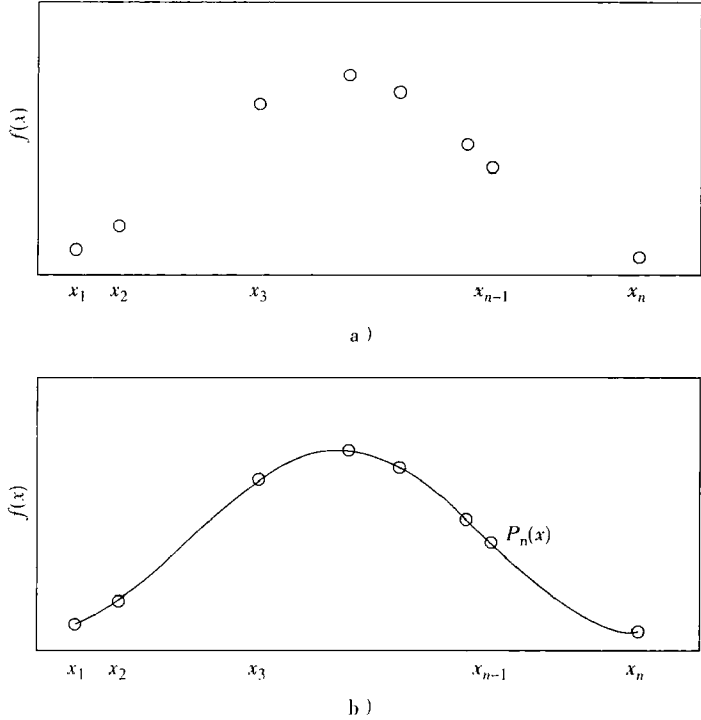 f(x)
x₁ x₂ x₃ xₙ₋₁ xₙ
a )
f(x)
Pₙ(x)
x₁ x₂ x₃ xₙ₋₁ xₙ
b )